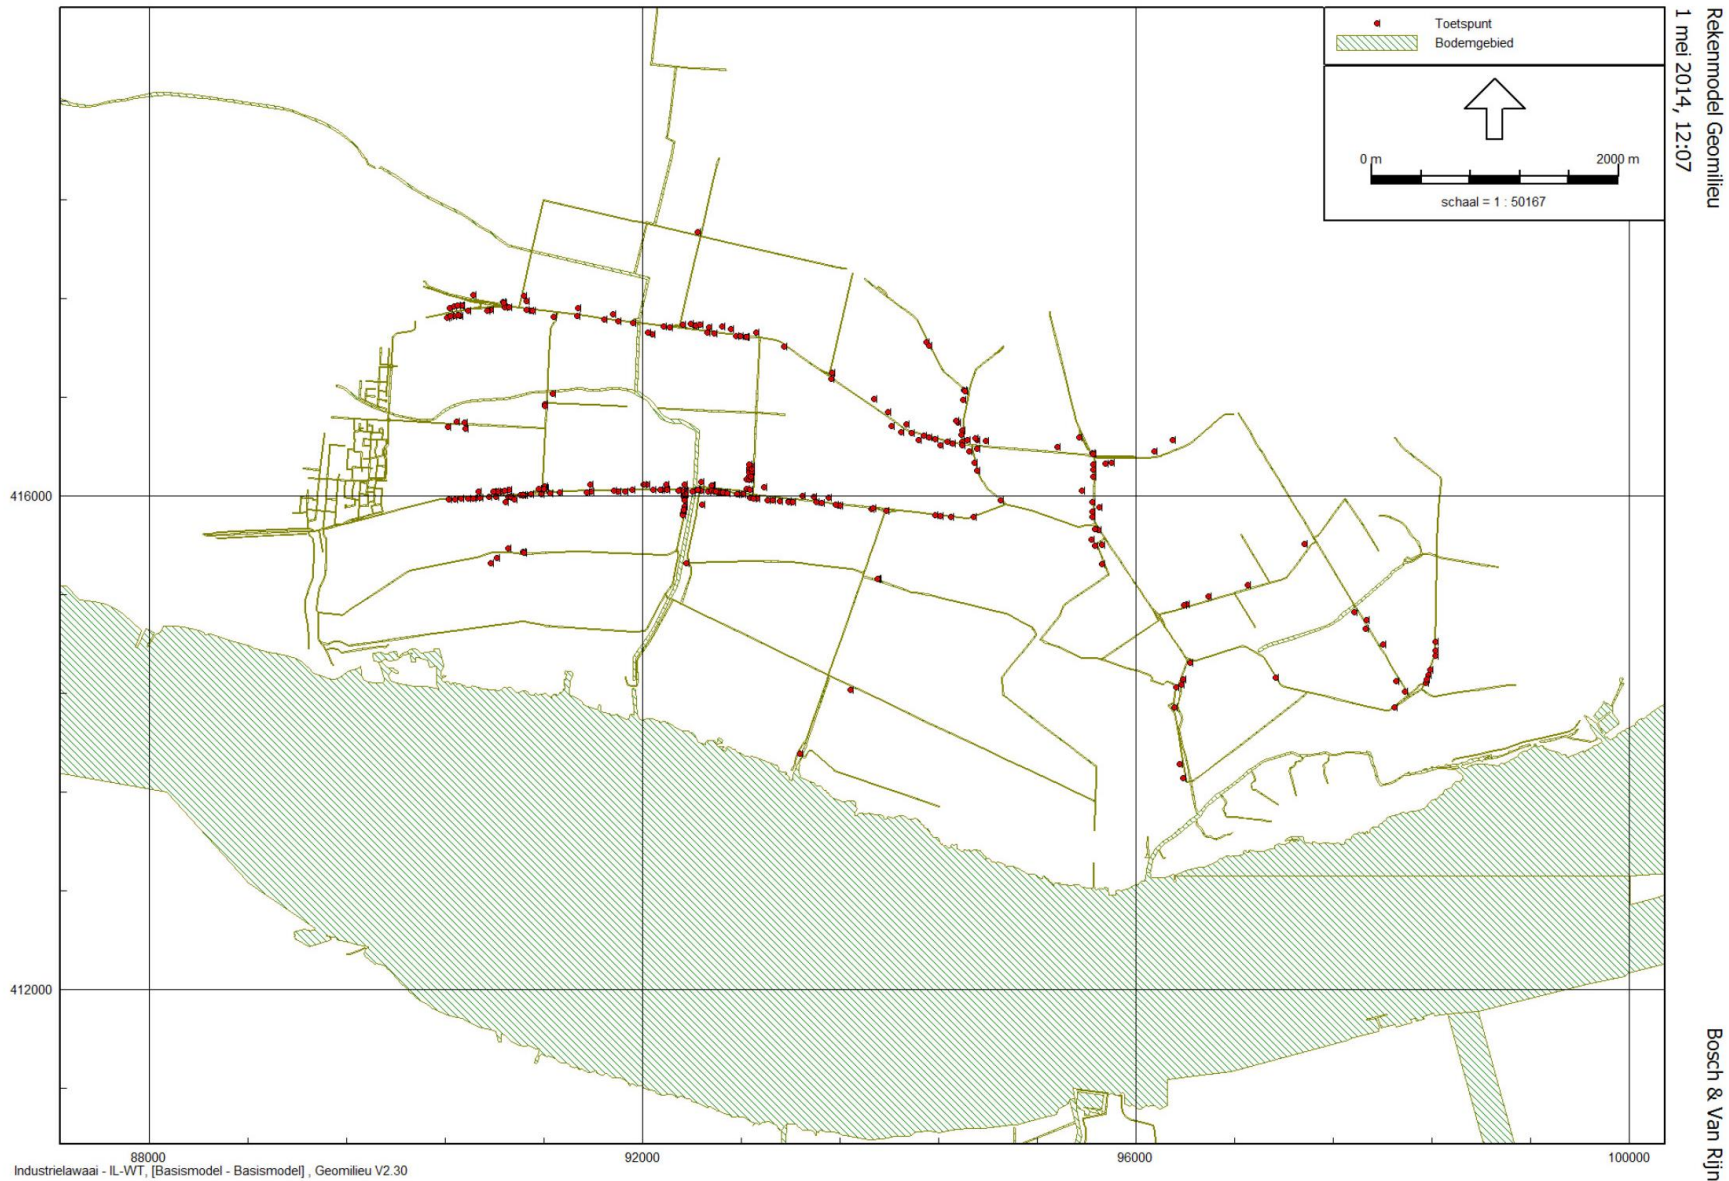 Rekenmodel Geomilieu
1 mei 2014, 12:07
Toetspunt
Bodemgebied
0 m
2000 m
schaal = 1 : 50167
416000
412000
88000
92000
96000
100000
Industrielawaai - IL-WT, [Basismodel - Basismodel] , Geomilieu V2.30
Bosch & Van Rijn